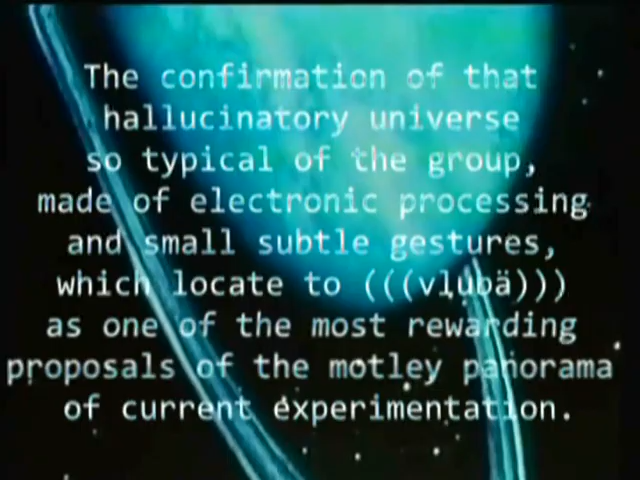 The confirmation of that
hallucinatory universe
so typical of the group,
made of electronic processing
and small subtle gestures,
which locate to (((vlubä)))
as one of the most rewarding
proposals of the motley panorama
of current experimentation.